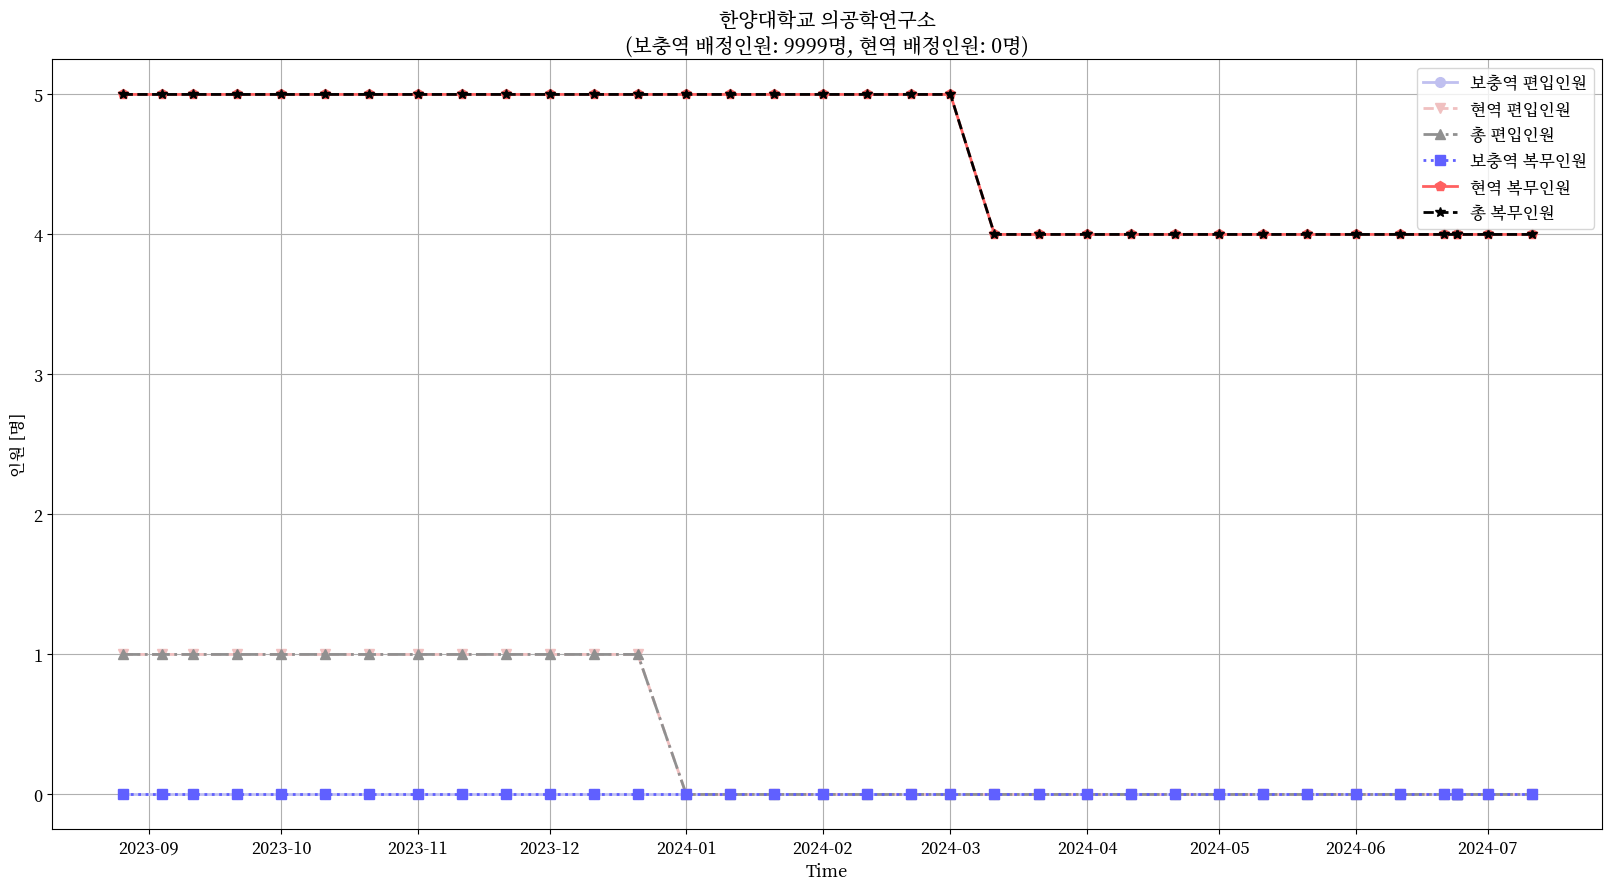 한양대학교 의공학연구소
(보충역 배정인원: 9999명, 현역 배정인원: 0명)
보충역 편입인원
현역 편입인원
총 편입인원
보충역 복무인원
현역 복무인원
총 복무인원
인원 [명]
5
4
3
2
1
0
2023-09 2023-10 2023-11 2023-12 2024-01 2024-02 2024-03 2024-04 2024-05 2024-06 2024-07
Time